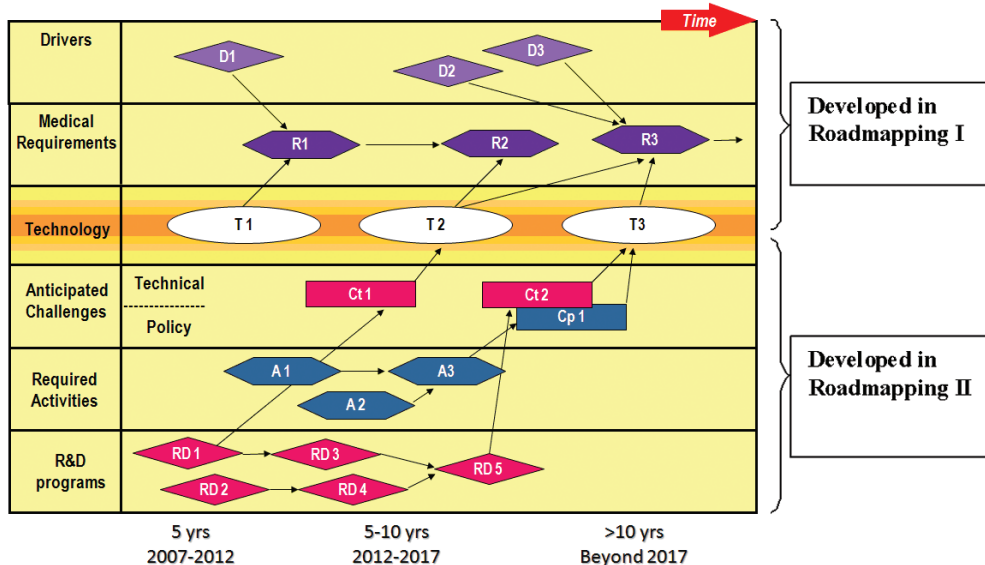 Time
Drivers
D1
D2
D3
Medical
Requirements
R1
R2
R3
Technology
T 1
T 2
T3
Anticipated
Challenges
Technical
Policy
Ct 1
Ct 2
Cp 1
Required
Activities
A 1
A 2
A3
R&D
programs
RD 1
RD 2
RD 3
RD 4
RD 5
5 yrs
2007-2012
5-10 yrs
2012-2017
>10 yrs
Beyond 2017
Developed in
Roadmapping I
Developed in
Roadmapping II